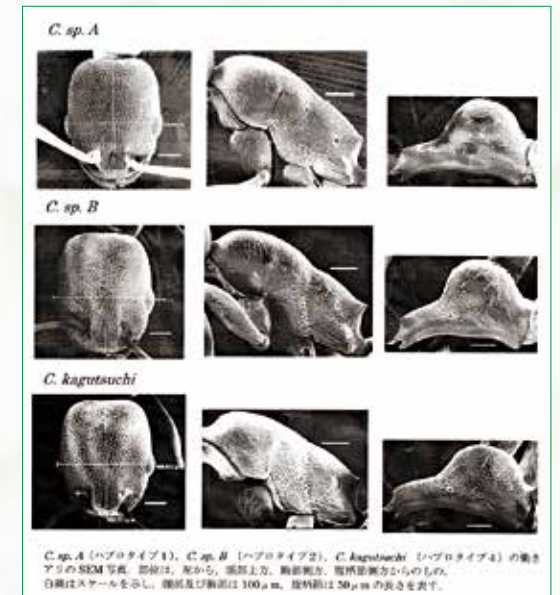 C. sp. A
C. sp. B
C. kagutsuchi
C. sp. A (ハプロタイプ1), C. sp. B (ハプロタイプ2), C. kagutsuchi (ハプロタイプ4) の働き
アリのSEM写真. 部位は, 左から, 頭部上方, 胸部側方, 腹柄節側方からのもの.
白線はスケールを示し, 頭部及び胸部は100μm, 腹柄節は50μmの長さを表す.